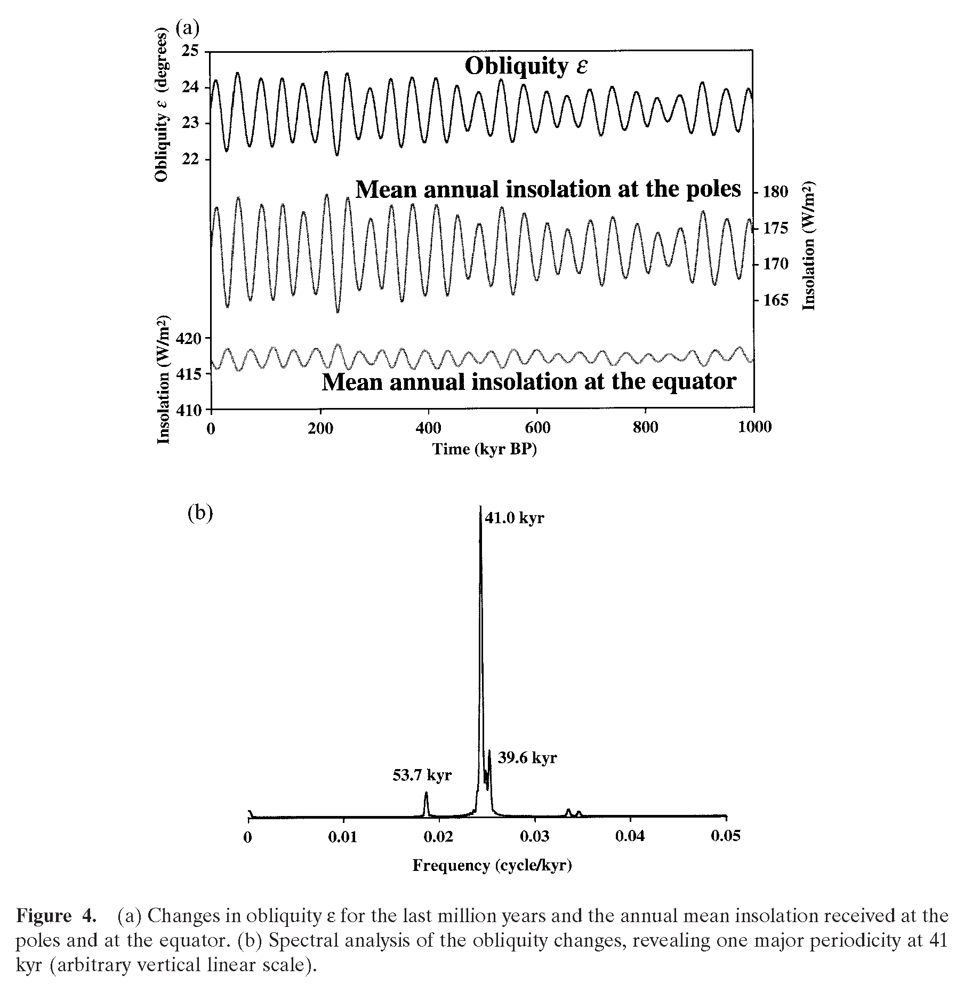 (a)
Obliquity ε (degrees)
25
24
23
22
Obliquity ε
Mean annual insolation at the poles
180
175
170
165
Insolation (W/m²)
Insolation (W/m²)
420
415
410
Mean annual insolation at the equator
0 200 400 600 800 1000
Time (kyr BP)
(b)
41.0 kyr
39.6 kyr
53.7 kyr
0 0.01 0.02 0.03 0.04 0.05
Frequency (cycle/kyr)
Figure 4. (a) Changes in obliquity ε for the last million years and the annual mean insolation received at the
poles and at the equator. (b) Spectral analysis of the obliquity changes, revealing one major periodicity at 41
kyr (arbitrary vertical linear scale).